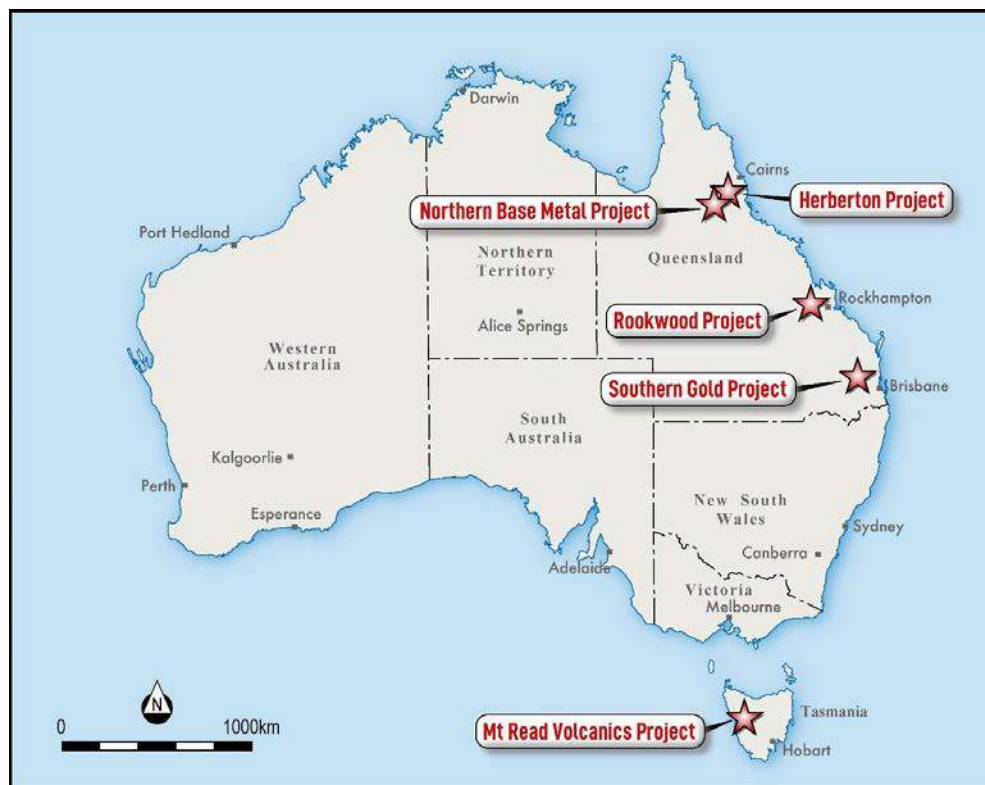 Darwin
Cairns
Herberton Project
Northern Base Metal Project
Port Hedland
Northern
Territory
Queensland
Rockhampton
Rookwood Project
Alice Springs
Western
Australia
Southern Gold Project
Brisbane
South
Australia
Kalgoorlie
Perth
Esperance
New South
Wales
Sydney
Canberra
Adelaide
Victoria
Melbourne
N
0 1000km
Tasmania
Mt Read Volcanics Project
Hobart